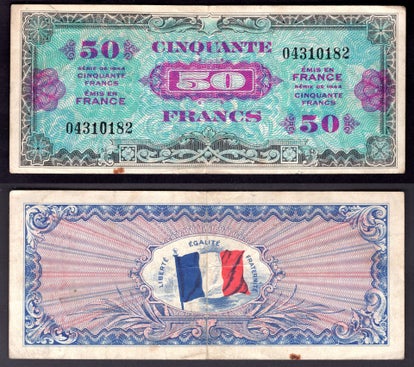 50 CINQUANTE 04310182
SÉRIE DE 1944 50 ÉMIS EN
CINQUANTE FRANCS FRANCE
ÉMIS EN FRANCE SÉRIE DE 1944
CINQUANTE FRANCS
04310182 FRANCS 50
LIBERTÉ ÉGALITÉ FRATERNITÉ